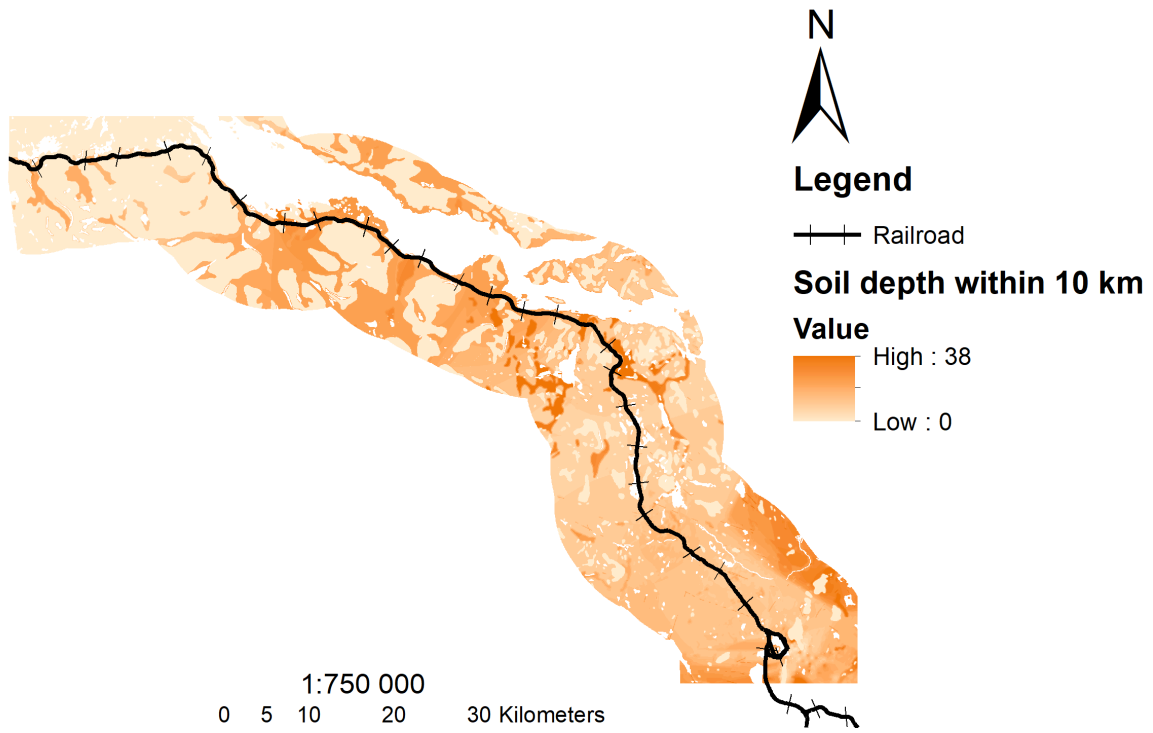 N
Legend
Railroad
Soil depth within 10 km
Value
High : 38
Low : 0
1:750 000
0 5 10 20 30 Kilometers